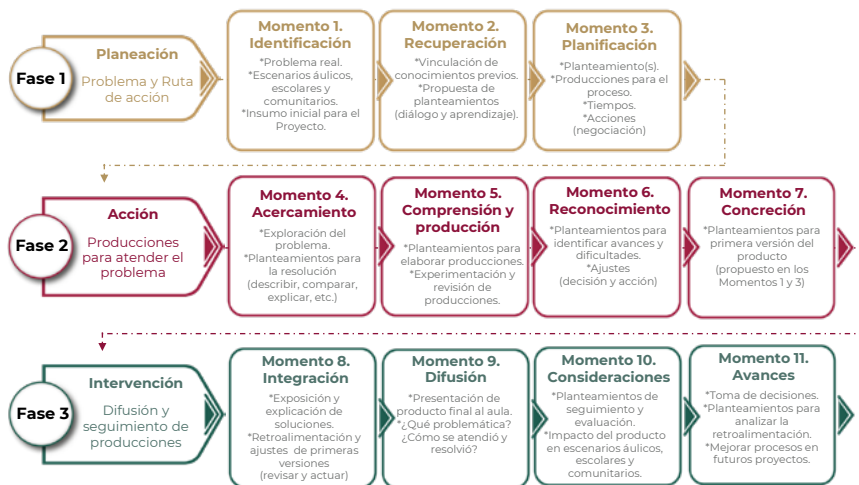 Fase 1
Planeación
Problema y Ruta
de acción
Momento 1.
Identificación
*Problema real.
*Escenarios áulicos,
escolares y
comunitarios.
*Insumo inicial para el
Proyecto.
Momento 2.
Recuperación
*Vinculación de
conocimientos previos.
*Propuesta de
planteamientos
(diálogo y aprendizaje).
Momento 3.
Planificación
*Planteamiento(s).
*Producciones para el
proceso.
*Tiempos.
*Acciones
(negociación)
Fase 2
Acción
Producciones
para atender el
problema
Momento 4.
Acercamiento
*Exploración del
problema.
*Planteamientos para
la resolución
(describir, comparar,
explicar, etc.)
Momento 5.
Comprensión y
producción
*Planteamientos para
elaborar producciones.
*Experimentación y
revisión de
producciones.
Momento 6.
Reconocimiento
*Planteamientos para
identificar avances y
dificultades.
*Ajustes
(decisión y acción)
Momento 7.
Concreción
*Planteamientos para
primera versión del
producto
(propuesto en los
Momentos 1 y 3)
Fase 3
Intervención
Difusión y
seguimiento de
producciones
Momento 8.
Integración
*Exposición y
explicación de
soluciones.
*Retroalimentación y
ajustes de primeras
versiones
(revisar y actuar)
Momento 9.
Difusión
*Presentación de
producto final al aula.
*¿Qué problemática?
¿Cómo se atendió y
resolvió?
Momento 10.
Consideraciones
*Planteamientos de
seguimiento y
evaluación.
*Impacto del producto
en escenarios áulicos,
escolares y
comunitarios.
Momento 11.
Avances
*Toma de decisiones.
*Planteamientos para
analizar la
retroalimentación.
*Mejorar procesos en
futuros proyectos.